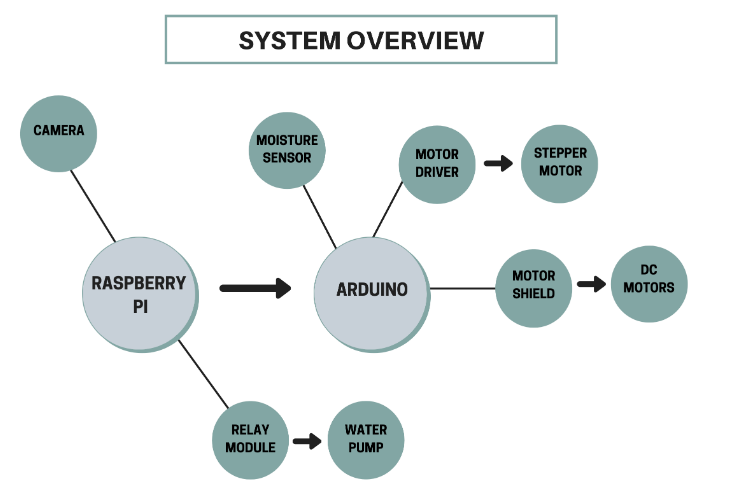 SYSTEM OVERVIEW
CAMERA
MOISTURE
SENSOR
MOTOR
DRIVER
STEPPER
MOTOR
RASPBERRY
PI
ARDUINO
MOTOR
SHIELD
DC
MOTORS
RELAY
MODULE
WATER
PUMP